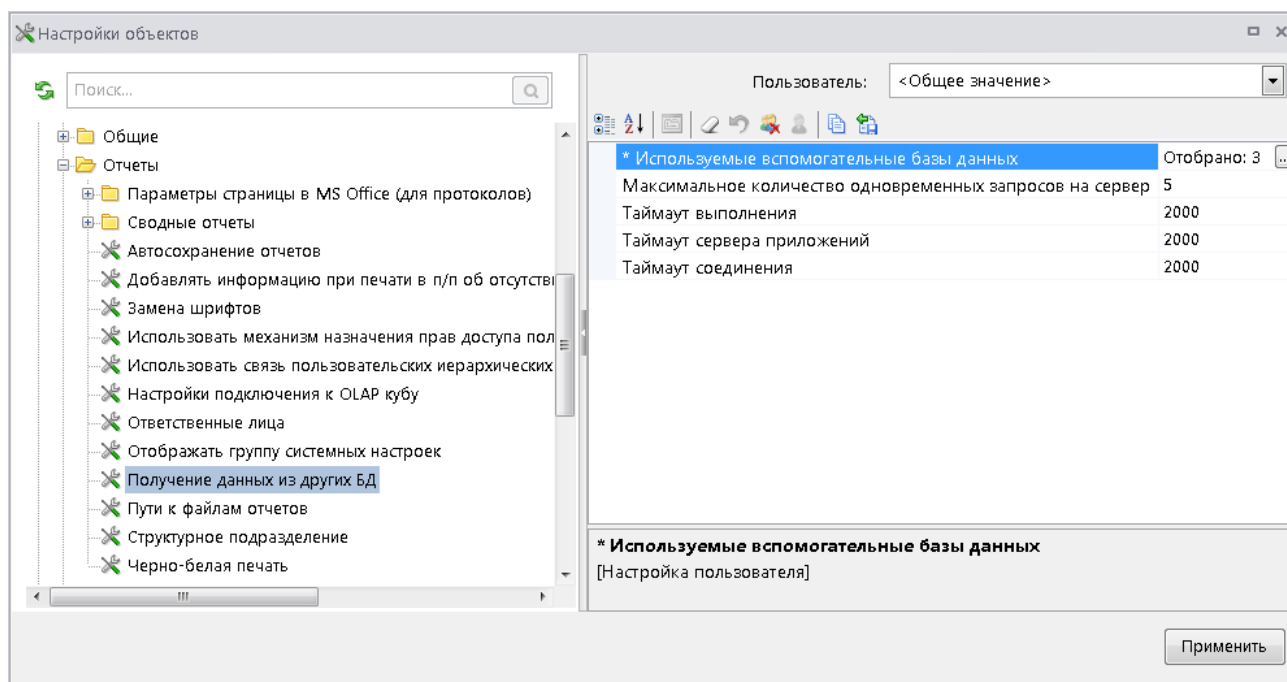 Настройки объектов
Поиск...
Общие
Отчеты
Параметры страницы в MS Office (для протоколов)
Сводные отчеты
Автосохранение отчетов
Добавлять информацию при печати в п/п об отсутстви
Замена шрифтов
Использовать механизм назначения прав доступа пол
Использовать связь пользовательских иерархических
Настройки подключения к OLAP кубу
Ответственные лица
Отображать группу системных настроек
Получение данных из других БД
Пути к файлам отчетов
Структурное подразделение
Черно-белая печать
Пользователь: <Общее значение>
* Используемые вспомогательные базы данных Отобрано: 3 ...
Максимальное количество одновременных запросов на сервер 5
Таймаут выполнения 2000
Таймаут сервера приложений 2000
Таймаут соединения 2000
* Используемые вспомогательные базы данных
[Настройка пользователя]
Применить